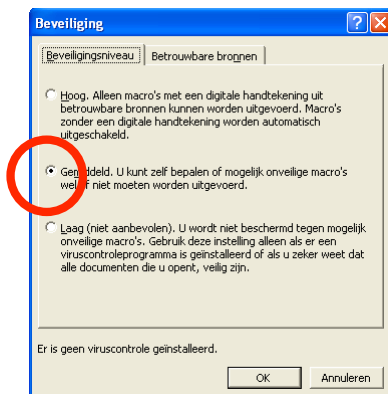 Beveiliging
Beveiligingsniveau Betrouwbare bronnen
Hoog. Alleen macro's met een digitale handtekening uit
betrouwbare bronnen kunnen worden uitgevoerd. Macro's
zonder een digitale handtekening worden automatisch
uitgeschakeld.
Gemiddeld. U kunt zelf bepalen of mogelijk onveilige macro's
wel of niet moeten worden uitgevoerd.
Laag (niet aanbevolen). U wordt niet beschermd tegen mogelijk
onveilige macro's. Gebruik deze instelling alleen als er een
viruscontroleprogramma is geïnstalleerd of als u zeker weet dat
alle documenten die u opent, veilig zijn.
Er is geen viruscontrole geïnstalleerd.
OK Annuleren